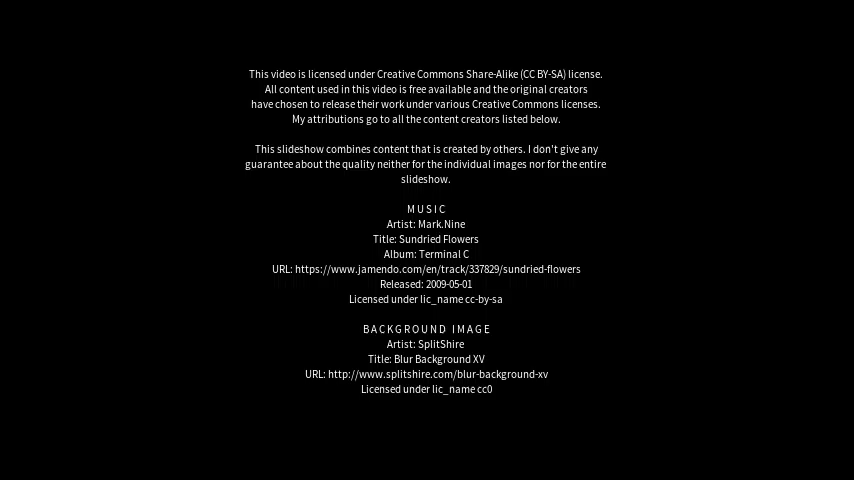 This video is licensed under Creative Commons Share-Alike (CC BY-SA) license.
All content used in this video is free available and the original creators
have chosen to release their work under various Creative Commons licenses.
My attributions go to all the content creators listed below.
This slideshow combines content that is created by others. I don't give any
guarantee about the quality neither for the individual images nor for the entire
slideshow.
MUSIC
Artist: Mark.Nine
Title: Sundried Flowers
Album: Terminal C
URL: https://www.jamendo.com/en/track/337829/sundried-flowers
Released: 2009-05-01
Licensed under lic_name cc-by-sa
BACKGROUND IMAGE
Artist: SplitShire
Title: Blur Background XV
URL: http://www.splitshire.com/blur-background-xv
Licensed under lic_name cc0